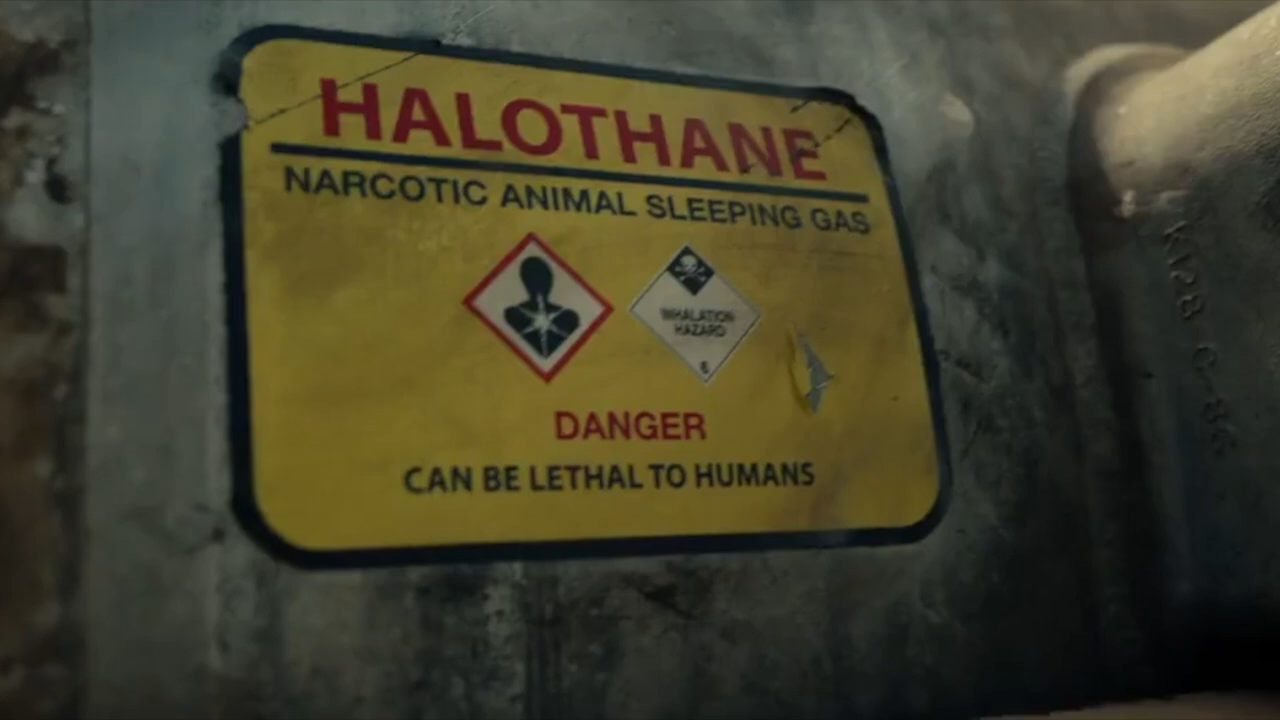 HALOTHANE
NARCOTIC ANIMAL SLEEPING GAS
INHALATION
HAZARD
6
DANGER
CAN BE LETHAL TO HUMANS